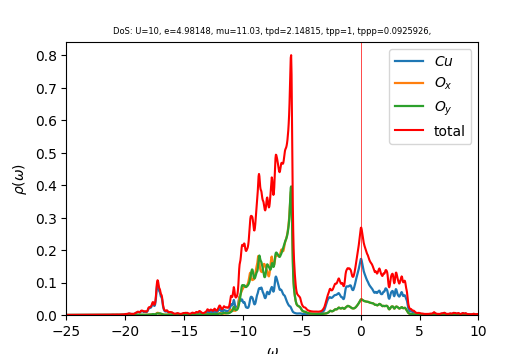 DoS: U=10, e=4.98148, mu=11.03, tpd=2.14815, tpp=1, tppp=0.0925926,
ρ(ω)
0.8
0.7
0.6
0.5
0.4
0.3
0.2
0.1
0.0
Cu
O_x
O_y
total
−25 −20 −15 −10 −5 0 5 10
ω